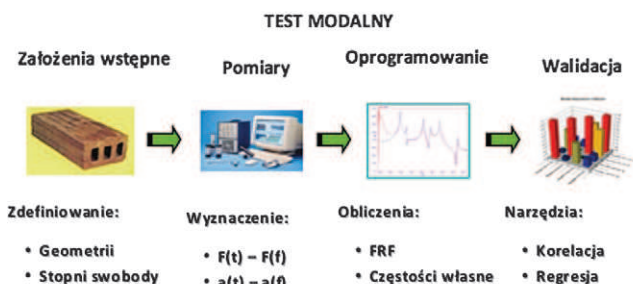 TEST MODALNY
Założenia wstępne
Pomiary
Oprogramowanie
Walidacja
Zdefiniowanie:
• Geometrii
• Stopni swobody
Wyznaczenie:
• F(t) – F(f)
• a(t) – a(f)
Obliczenia:
• FRF
• Częstości własne
Narzędzia:
• Korelacja
• Regresja